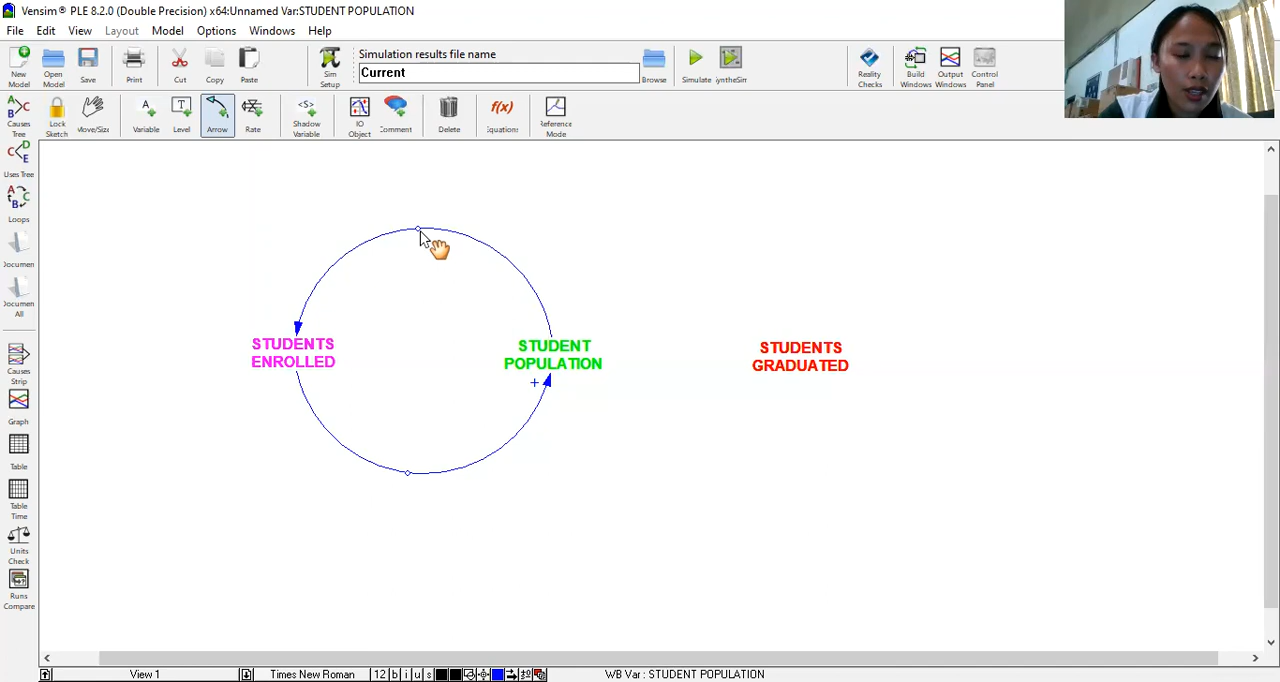 Vensim® PLE 8.2.0 (Double Precision) x64:Unnamed Var:STUDENT POPULATION
File Edit View Layout Model Options Windows Help
New Model
Open Model
Save
Print
Cut
Copy
Paste
Sim Setup
Simulation results file name
Current
Browse
Simulate
SyntheSim
Reality Checks
Build Windows
Output Windows
Control Panel
Causes Tree
Lock Sketch
Move/Size
Variable
Level
Arrow
Rate
Shadow Variable
IO Object
Comment
Delete
f(x)
Equations
Reference Mode
Uses Tree
Loops
Documen
Documen All
Causes Strip
Graph
Table
Table Time
Units Check
Runs Compare
STUDENTS ENROLLED
STUDENT POPULATION
+
STUDENTS GRADUATED
View 1
Times New Roman
12 b i u s
WB Var : STUDENT POPULATION